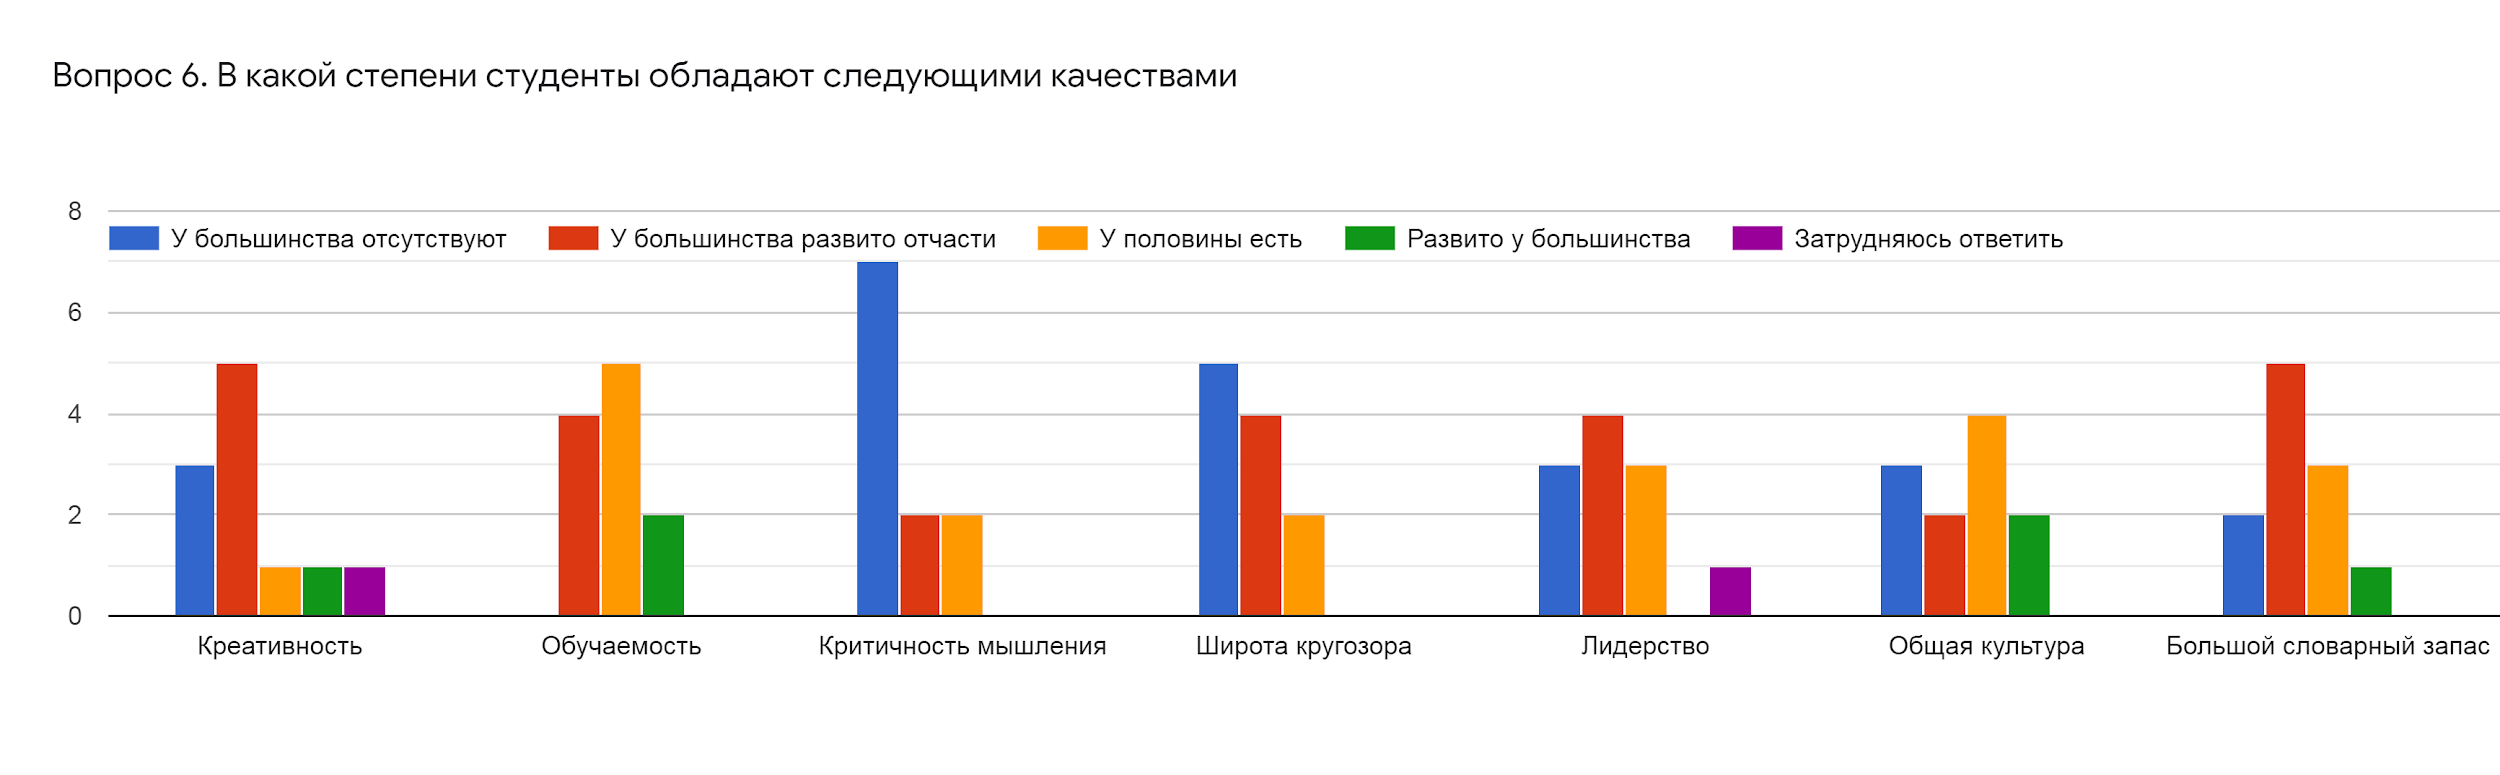 Вопрос 6. В какой степени студенты обладают следующими качествами
8
У большинства отсутствуют У большинства развито отчасти У половины есть Развито у большинства Затрудняюсь ответить
6
4
2
0
Креативность Обучаемость Критичность мышления Широта кругозора Лидерство Общая культура Большой словарный запас